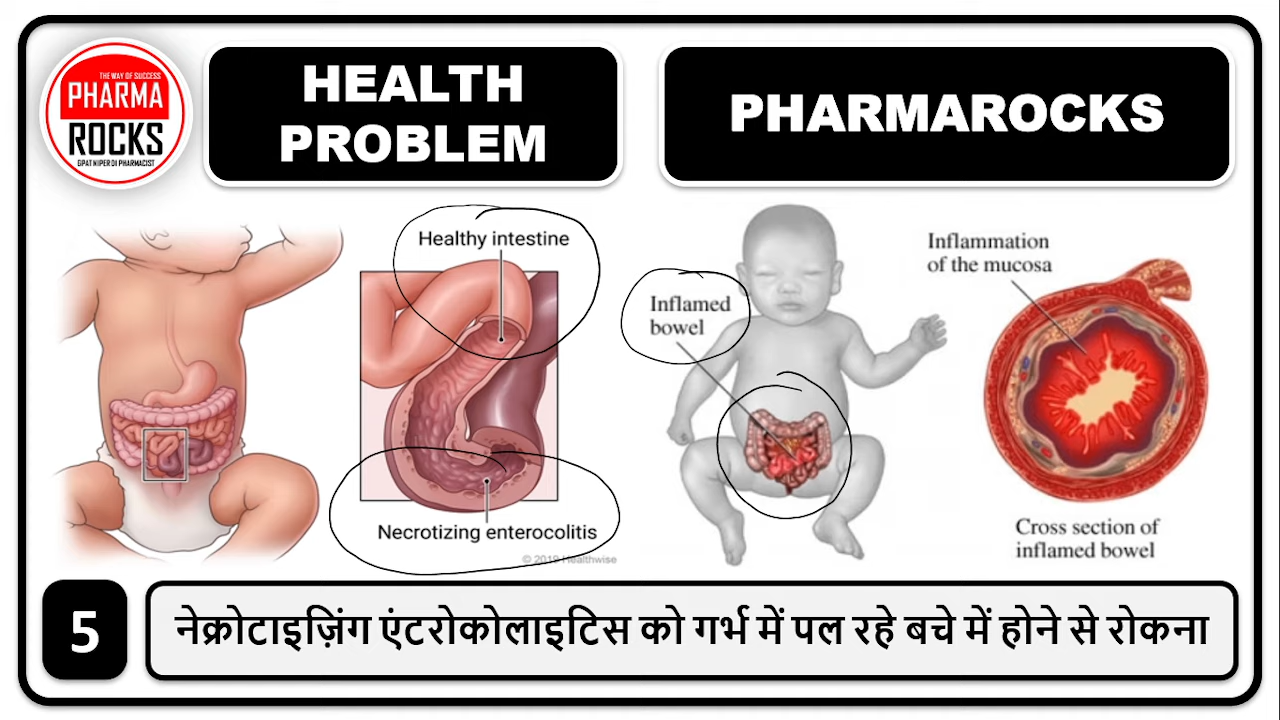 THE WAY OF SUCCESS
PHARMA
ROCKS
GPAT NIPER DI PHARMACIST
HEALTH
PROBLEM
PHARMAROCKS
Healthy intestine
Necrotizing enterocolitis
© 2019 Healthwise
Inflamed
bowel
Inflammation
of the mucosa
Cross section of
inflamed bowel
5
नेक्रोटाइज़िंग एंटरोकोलाइटिस को गर्भ में पल रहे बचे में होने से रोकना